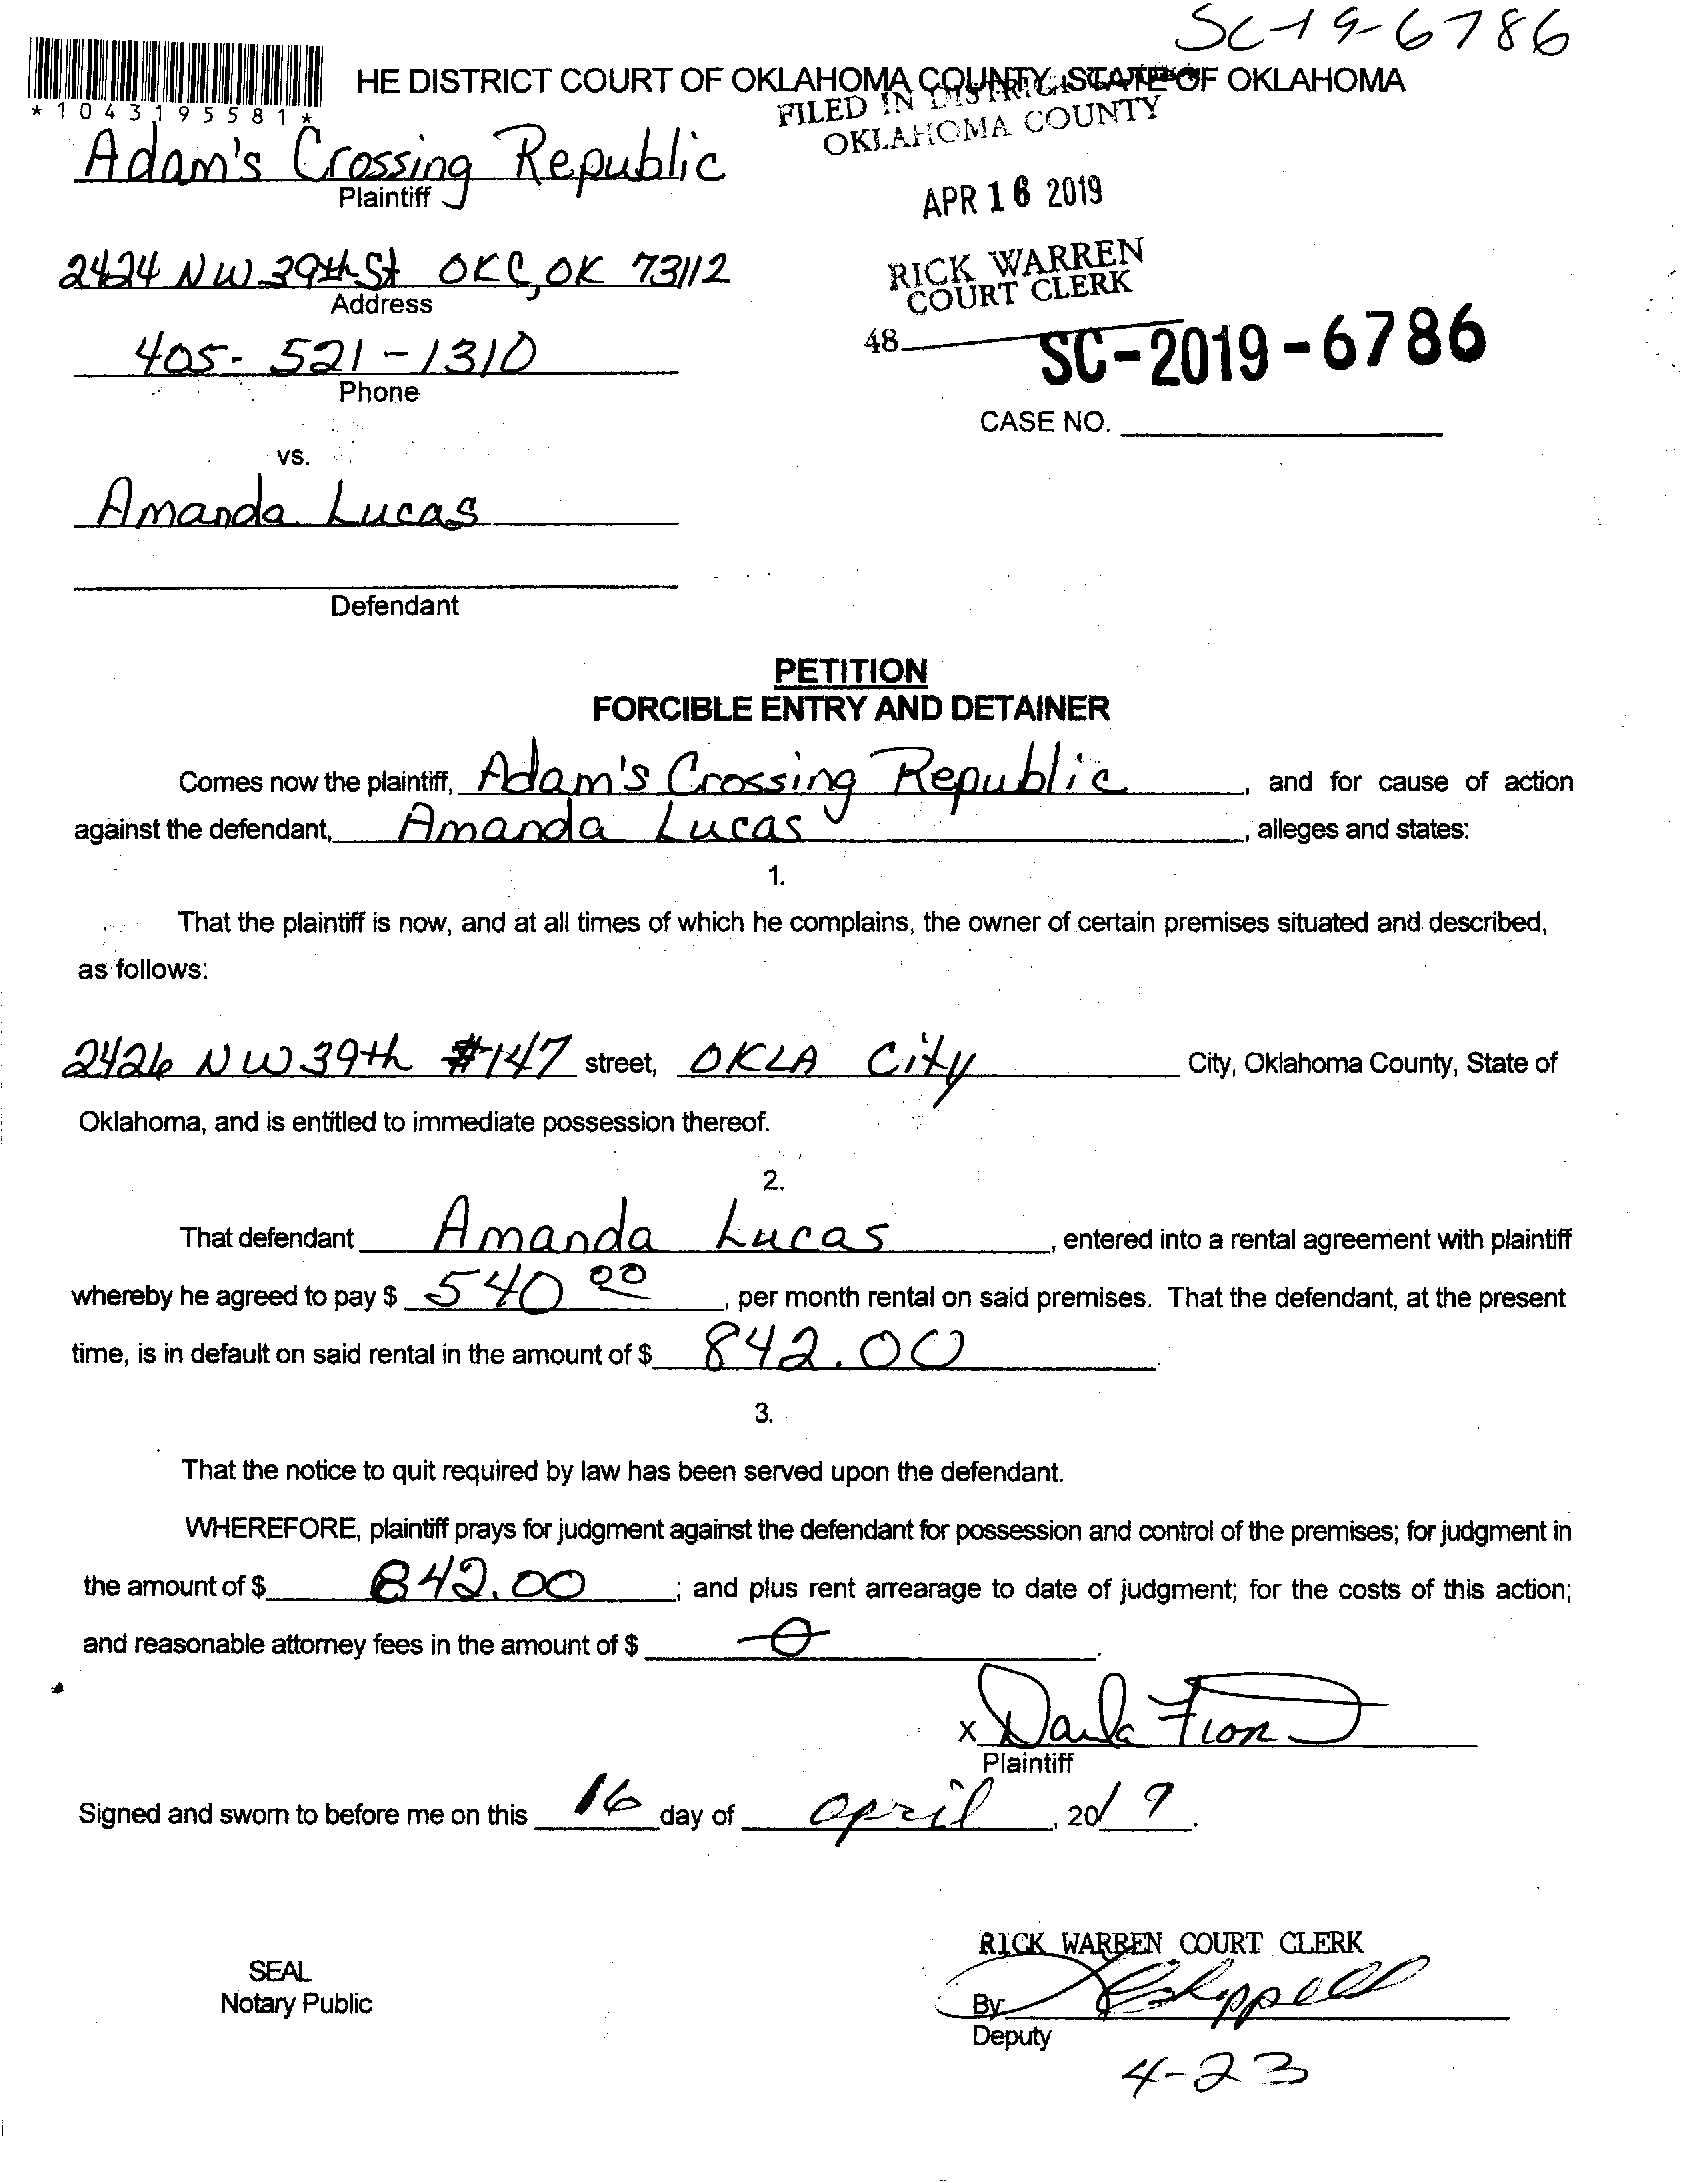 SC-19-6786
HE DISTRICT COURT OF OKLAHOMA COUNTY, STATE OF OKLAHOMA
*1043195581*
FILED IN DISTRICT COURT
OKLAHOMA COUNTY
Adam's Crossing Republic
Plaintiff
APR 16 2019
2424 NW 39th St OKC, OK 73112
Address
RICK WARREN
COURT CLERK
405-521-1310
Phone
48
SC-2019-6786
CASE NO.
vs.
Amanda Lucas
Defendant
PETITION
FORCIBLE ENTRY AND DETAINER
Comes now the plaintiff, Adam's Crossing Republic, and for cause of action
against the defendant, Amanda Lucas, alleges and states:
1.
That the plaintiff is now, and at all times of which he complains, the owner of certain premises situated and described,
as follows:
2426 NW 39th #147 street, OKLA City City, Oklahoma County, State of
Oklahoma, and is entitled to immediate possession thereof.
2.
That defendant Amanda Lucas, entered into a rental agreement with plaintiff
whereby he agreed to pay $ 540 00, per month rental on said premises. That the defendant, at the present
time, is in default on said rental in the amount of $ 842.00.
3.
That the notice to quit required by law has been served upon the defendant.
WHEREFORE, plaintiff prays for judgment against the defendant for possession and control of the premises; for judgment in
the amount of $ 842.00; and plus rent arrearage to date of judgment; for the costs of this action;
and reasonable attorney fees in the amount of $ 0.
X
Plaintiff
Signed and sworn to before me on this 16 day of april, 2019.
RICK WARREN COURT CLERK
SEAL
Notary Public
By
Deputy
4-23